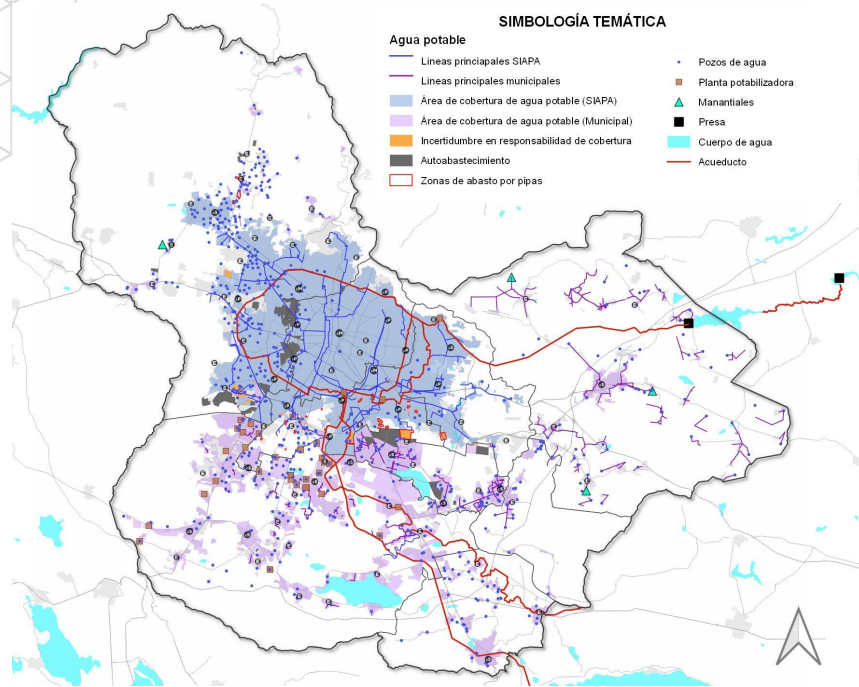 SIMBOLOGÍA TEMÁTICA
Agua potable
Líneas princiapales SIAPA
Líneas principales municipales
Área de cobertura de agua potable (SIAPA)
Área de cobertura de agua potable (Municipal)
Incertidumbre en responsabilidad de cobertura
Autoabastecimiento
Zonas de abasto por pipas
Pozos de agua
Planta potabilizadora
Manantiales
Presa
Cuerpo de agua
Acueducto